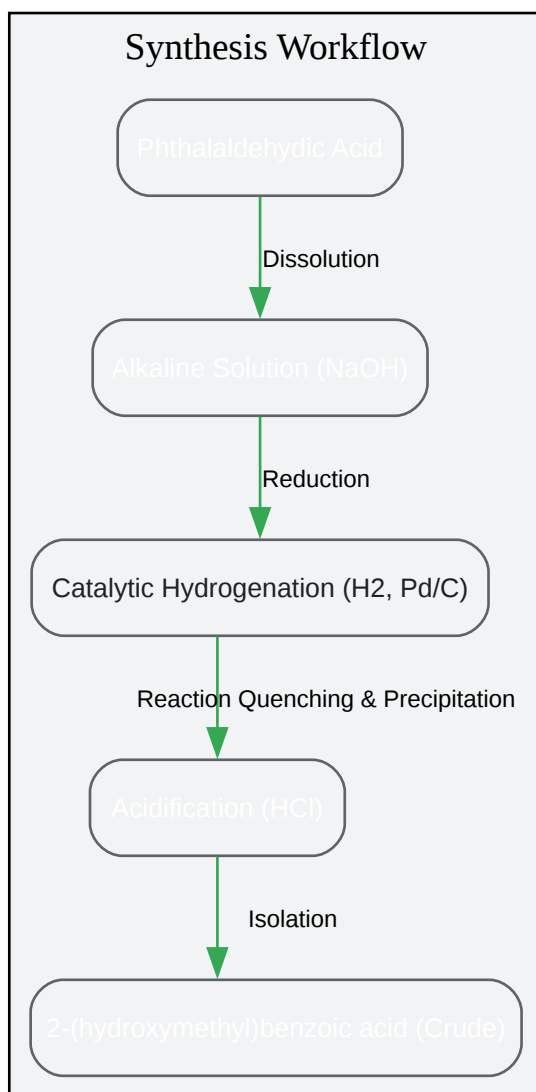 Synthesis Workflow
Phthalaldehydic Acid
Dissolution
Alkaline Solution (NaOH)
Reduction
Catalytic Hydrogenation (H2, Pd/C)
Reaction Quenching & Precipitation
Acidification (HCl)
Isolation
2-(hydroxymethyl)benzoic acid (Crude)